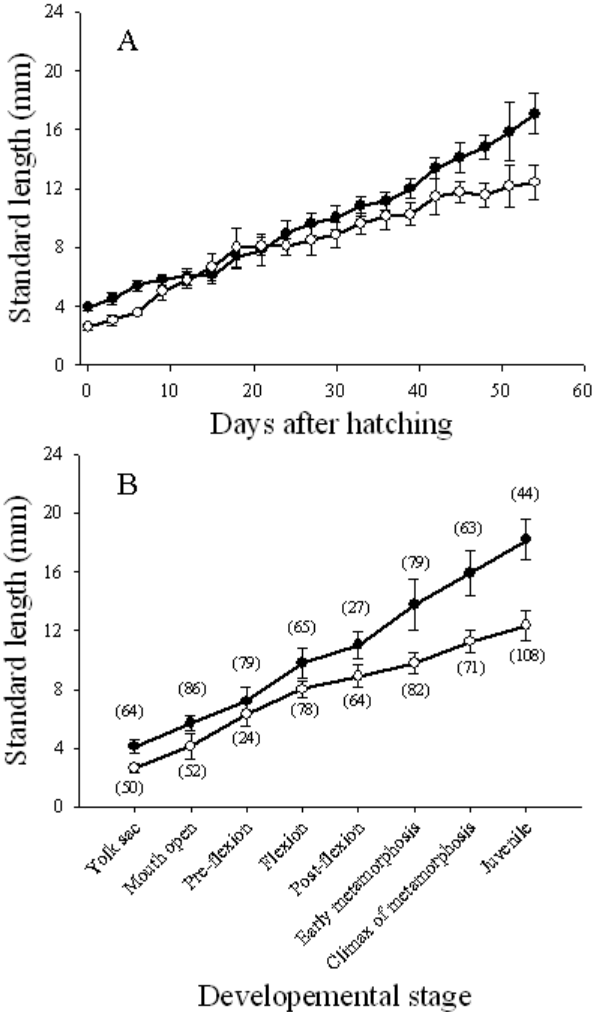 24
A
20
16
12
8
4
0
Standard length (mm)
0 10 20 30 40 50 60
Days after hatching
24
B
20
16
12
8
4
0
Standard length (mm)
(64) (86) (79) (65) (27) (79) (63) (44)
(50) (52) (24) (78) (64) (82) (71) (108)
Yolk sac
Mouth open
Pre-flexion
Flexion
Post-flexion
Early metamorphosis
Climax of metamorphosis
Juvenile
Developemental stage